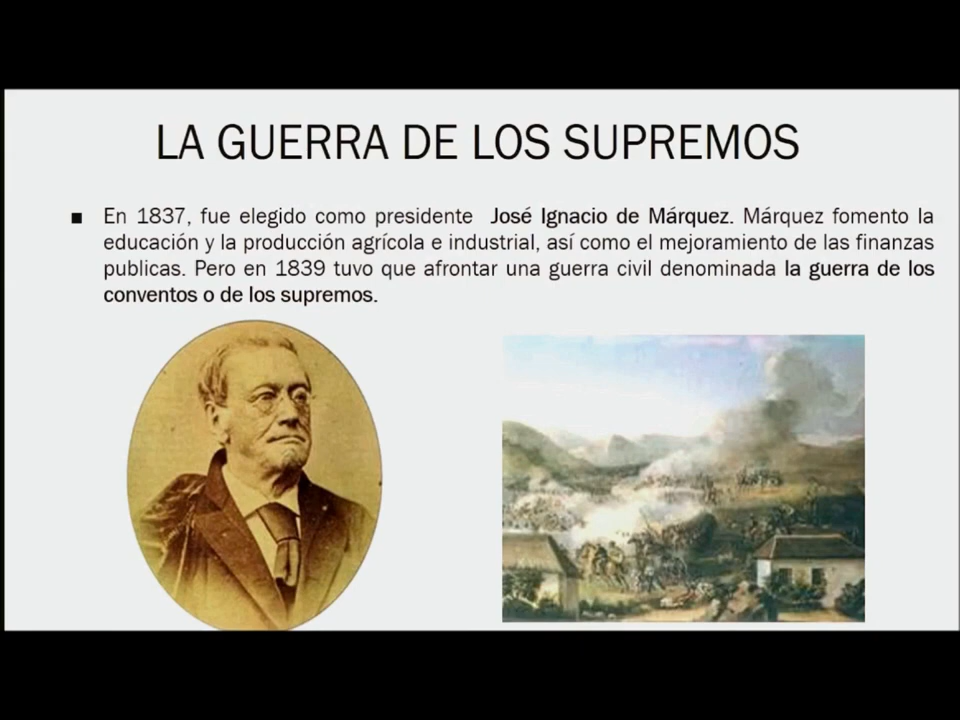 LA GUERRA DE LOS SUPREMOS
■ En 1837, fue elegido como presidente José Ignacio de Márquez. Márquez fomento la
educación y la producción agrícola e industrial, así como el mejoramiento de las finanzas
publicas. Pero en 1839 tuvo que afrontar una guerra civil denominada la guerra de los
conventos o de los supremos.